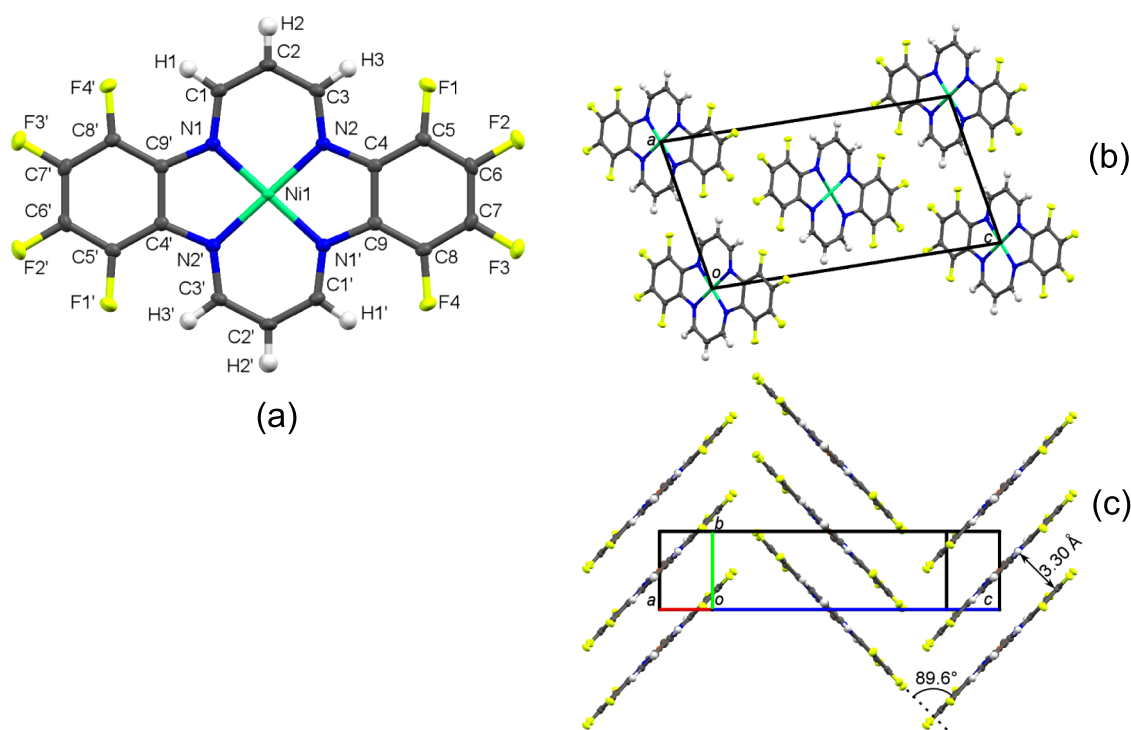 (a)
H2
H1
C2
H3
F4'
C1
C3
F1
F3'
C8'
N1
N2
C5
F2
C9'
C4
C7'
C6
Ni1
C6'
C7
C4'
C9
F2'
C5'
N2'
N1'
C8
F3
F1'
C3'
C1'
F4
H3'
C2'
H1'
H2'
(b)
a
o
c
(c)
b
3.30 Å
a
o
c
89.6°